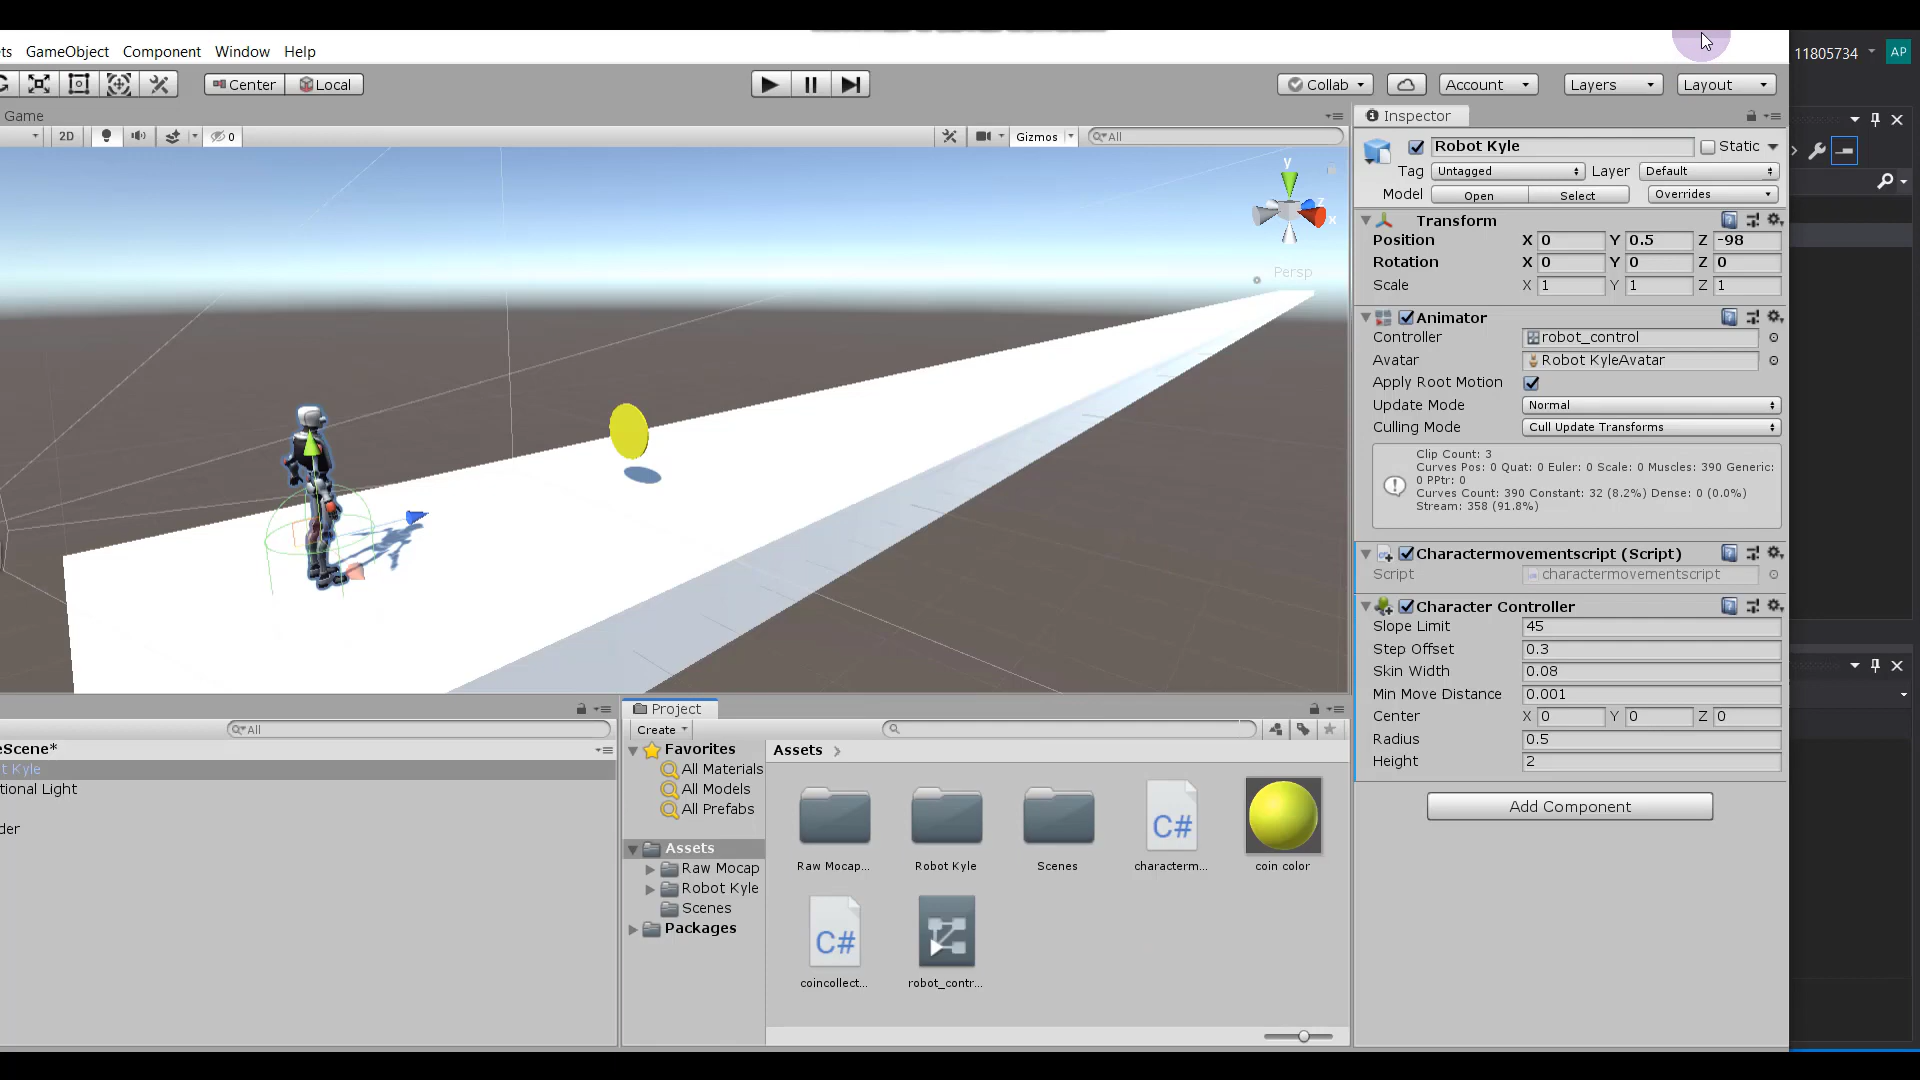 ts GameObject Component Window Help
11805734 AP
Center Local
Collab Account Layers Layout
Game
2D 0 Gizmos All
y
z
x
Persp
Inspector
Robot Kyle Static
Tag Untagged Layer Default
Model Open Select Overrides
Transform
Position X 0 Y 0.5 Z -98
Rotation X 0 Y 0 Z 0
Scale X 1 Y 1 Z 1
Animator
Controller robot_control
Avatar Robot KyleAvatar
Apply Root Motion
Update Mode Normal
Culling Mode Cull Update Transforms
Clip Count: 3
Curves Pos: 0 Quat: 0 Euler: 0 Scale: 0 Muscles: 390 Generic:
0 PPtr: 0
Curves Count: 390 Constant: 32 (8.2%) Dense: 0 (0.0%)
Stream: 358 (91.8%)
Charactermovementscript (Script)
Script charactermovementscript
Character Controller
Slope Limit 45
Step Offset 0.3
Skin Width 0.08
Min Move Distance 0.001
Center X 0 Y 0 Z 0
Radius 0.5
Height 2
Add Component
All
eScene*
t Kyle
tional Light
der
Project
Create
Favorites
All Materials
All Models
All Prefabs
Assets
Raw Mocap
Robot Kyle
Scenes
Packages
Assets
Raw Mocap...
Robot Kyle
Scenes
C#
characterm...
coin color
C#
coincollect...
robot_contr...